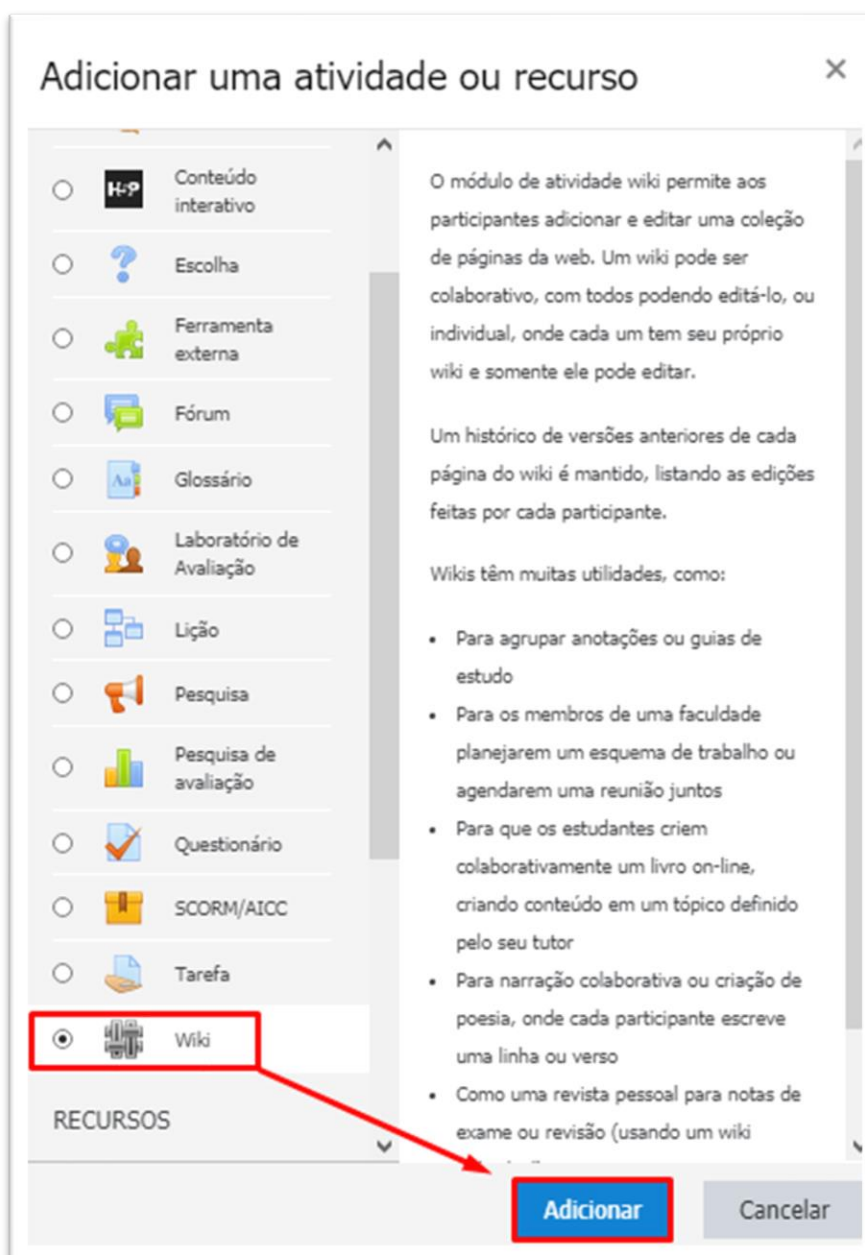 Adicionar uma atividade ou recurso
×
H5P
Conteúdo
interativo
Escolha
Ferramenta
externa
Fórum
Aa
Glossário
Laboratório de
Avaliação
Lição
Pesquisa
Pesquisa de
avaliação
Questionário
SCORM/AICC
Tarefa
Wiki
RECURSOS
O módulo de atividade wiki permite aos
participantes adicionar e editar uma coleção
de páginas da web. Um wiki pode ser
colaborativo, com todos podendo editá-lo, ou
individual, onde cada um tem seu próprio
wiki e somente ele pode editar.
Um histórico de versões anteriores de cada
página do wiki é mantido, listando as edições
feitas por cada participante.
Wikis têm muitas utilidades, como:
• Para agrupar anotações ou guias de
estudo
• Para os membros de uma faculdade
planejarem um esquema de trabalho ou
agendarem uma reunião juntos
• Para que os estudantes criem
colaborativamente um livro on-line,
criando conteúdo em um tópico definido
pelo seu tutor
• Para narração colaborativa ou criação de
poesia, onde cada participante escreve
uma linha ou verso
• Como uma revista pessoal para notas de
exame ou revisão (usando um wiki
Adicionar
Cancelar